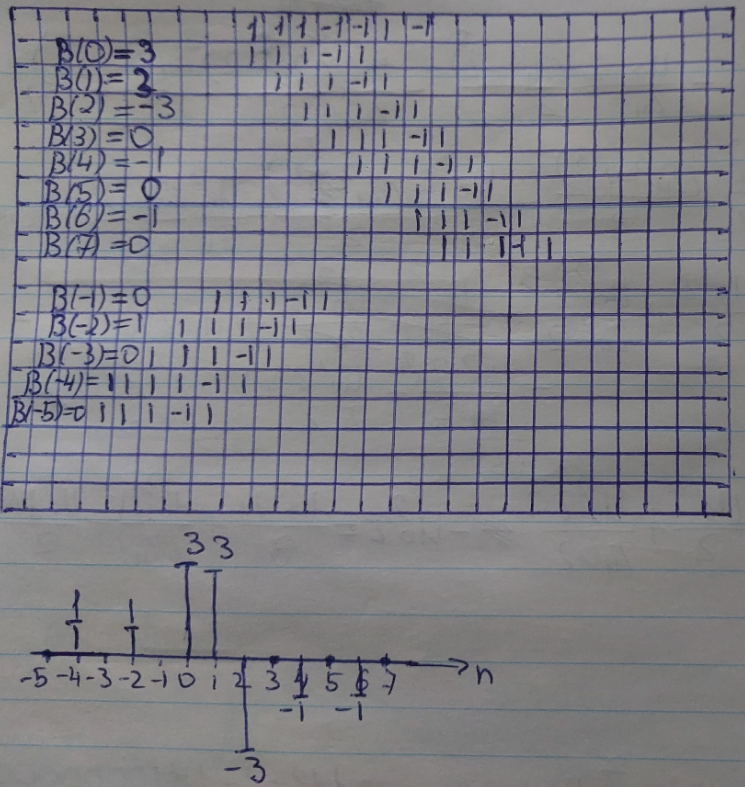 1 1 1 -1 -1 1 -1
B(0)=3 1 1 1 -1 1
B(1)=3 1 1 1 -1 1
B(2)=-3 1 1 1 -1 1
B(3)=0 1 1 1 -1 1
B(4)=-1 1 1 1 -1 1
B(5)=0 1 1 1 -1 1
B(6)=-1 1 1 1 -1 1
B(7)=0 1 1 1 -1 1
B(-1)=0 1 1 1 -1 1
B(-2)=1 1 1 1 -1 1
B(-3)=0 1 1 1 -1 1
B(-4)=1 1 1 1 -1 1
B(-5)=0 1 1 1 -1 1
3 3
1 1
-5 -4 -3 -2 -1 0 1 2 3 4 5 6 7 n
-1 -1
-3